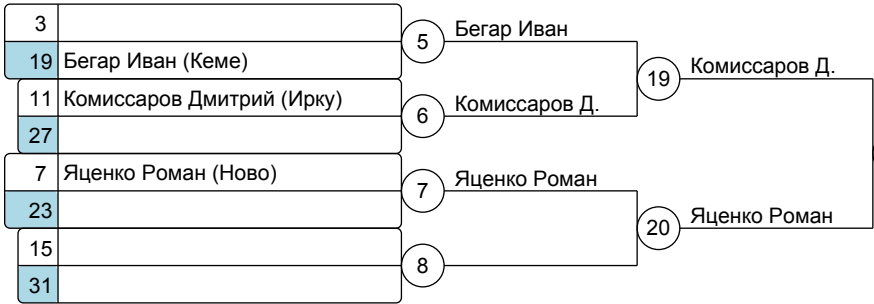 3
5 Бегар Иван
19 Бегар Иван (Кеме)
19 Комиссаров Д.
11 Комиссаров Дмитрий (Ирку)
6 Комиссаров Д.
27
7 Яценко Роман (Ново)
7 Яценко Роман
23
20 Яценко Роман
15
8
31